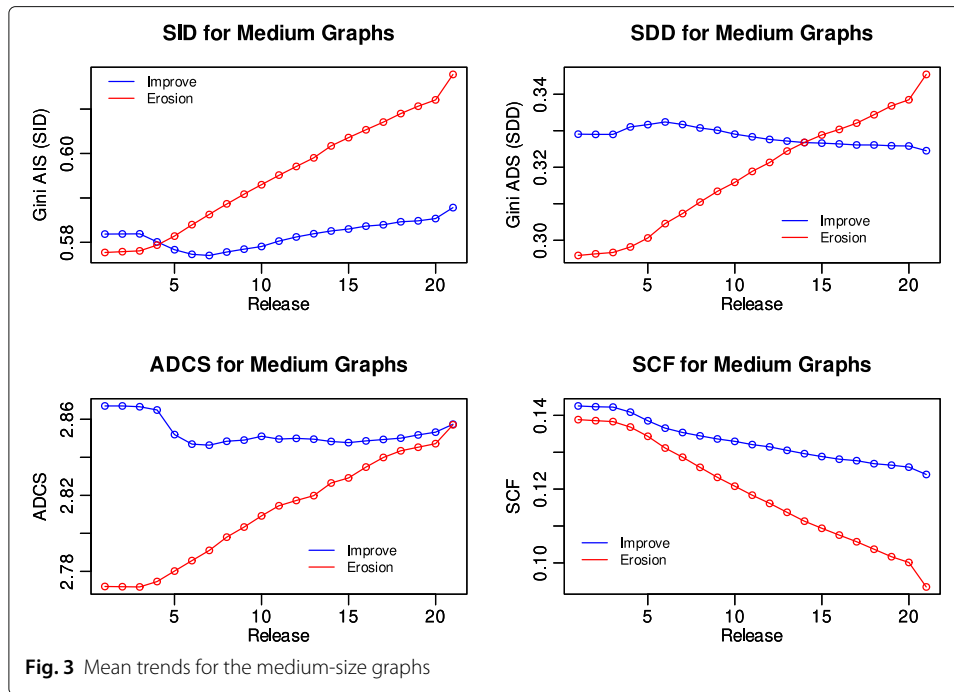 SID for Medium Graphs
Gini AIS (SID)
0.58
0.60
Improve
Erosion
5
10
15
20
Release
SDD for Medium Graphs
Gini ADS (SDD)
0.30
0.32
0.34
Improve
Erosion
5
10
15
20
Release
ADCS for Medium Graphs
ADCS
2.78
2.82
2.86
Improve
Erosion
5
10
15
20
Release
SCF for Medium Graphs
SCF
0.10
0.12
0.14
Improve
Erosion
5
10
15
20
Release
Fig. 3 Mean trends for the medium-size graphs